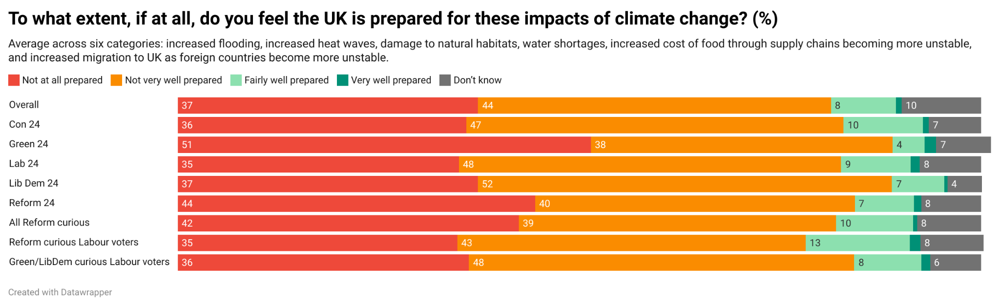 To what extent, if at all, do you feel the UK is prepared for these impacts of climate change? (%)
Average across six categories: increased flooding, increased heat waves, damage to natural habitats, water shortages, increased cost of food through supply chains becoming more unstable,
and increased migration to UK as foreign countries become more unstable.
Not at all prepared Not very well prepared Fairly well prepared Very well prepared Don't know
Overall 37 44 8 10
Con 24 36 47 10 7
Green 24 51 38 4 7
Lab 24 35 48 9 8
Lib Dem 24 37 52 7 4
Reform 24 44 40 7 8
All Reform curious 42 39 10 8
Reform curious Labour voters 35 43 13 8
Green/LibDem curious Labour voters 36 48 8 6
Created with Datawrapper